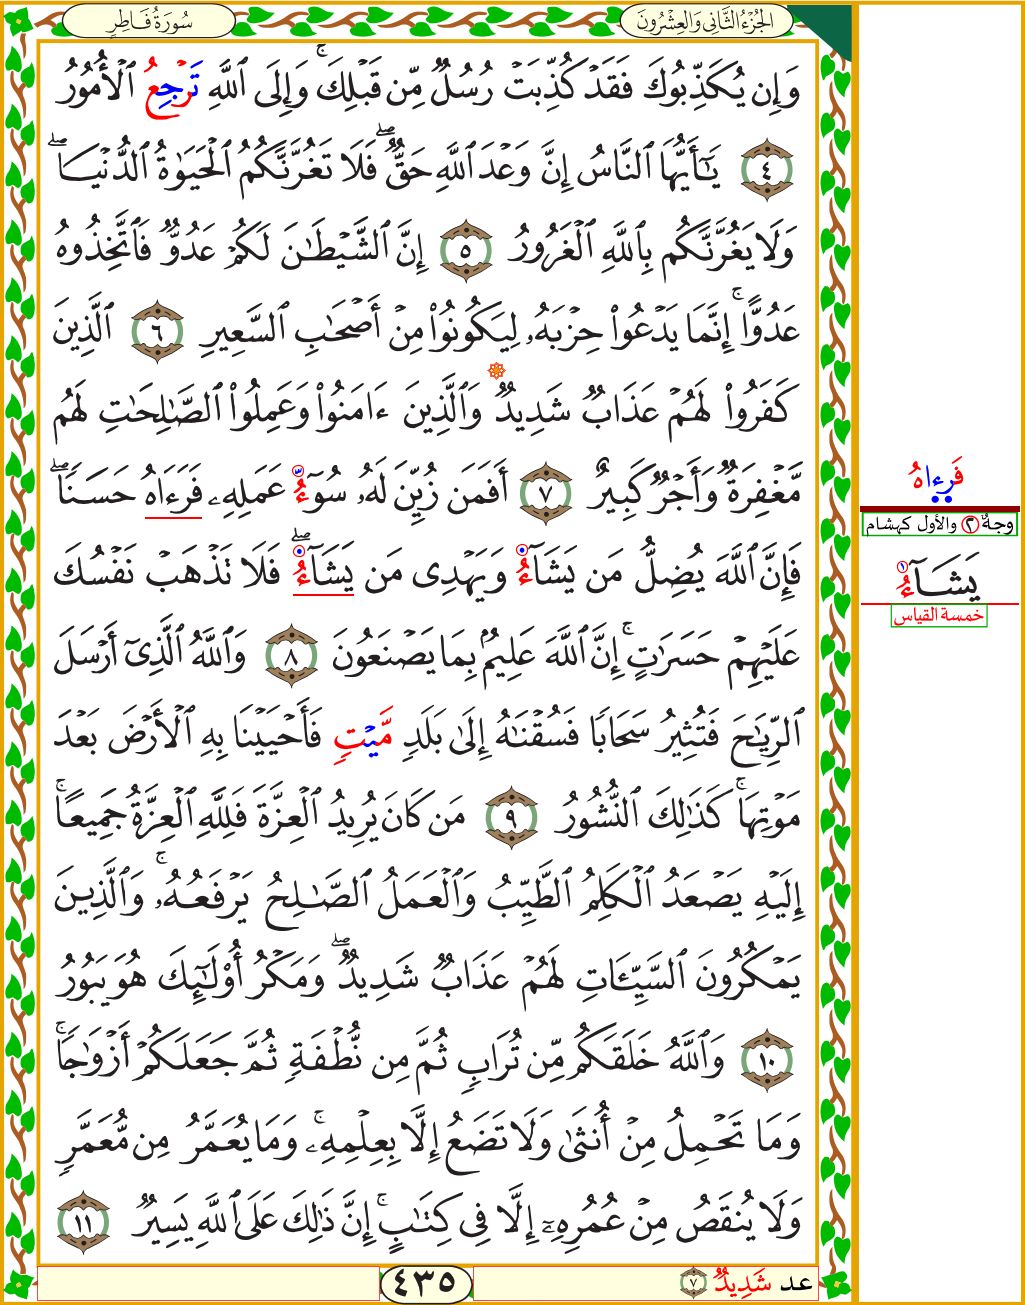 الجُزْءُ الثَّانِى وَالعِشْرُونَ
سُورَةُ فَاطِرٍ
وَإِن يُكَذِّبُوكَ فَقَدْ كُذِّبَتْ رُسُلٌ مِّن قَبْلِكَ ۚ وَإِلَى ٱللَّهِ تَرْجِعُ ٱلْأُمُورُ
٤ يَـٰٓأَيُّهَا ٱلنَّاسُ إِنَّ وَعْدَ ٱللَّهِ حَقٌّ ۖ فَلَا تَغُرَّنَّكُمُ ٱلْحَيَوٰةُ ٱلدُّنْيَا ۖ
وَلَا يَغُرَّنَّكُم بِٱللَّهِ ٱلْغَرُورُ ٥ إِنَّ ٱلشَّيْطَـٰنَ لَكُمْ عَدُوٌّ فَٱتَّخِذُوهُ
عَدُوًّا ۚ إِنَّمَا يَدْعُوا۟ حِزْبَهُۥ لِيَكُونُوا۟ مِنْ أَصْحَـٰبِ ٱلسَّعِيرِ ٦ ٱلَّذِينَ
كَفَرُوا۟ لَهُمْ عَذَابٌ شَدِيدٌ وَٱلَّذِينَ ءَامَنُوا۟ وَعَمِلُوا۟ ٱلصَّـٰلِحَـٰتِ لَهُم
مَّغْفِرَةٌ وَأَجْرٌ كَبِيرٌ ٧ أَفَمَن زُيِّنَ لَهُۥ سُوٓءُ عَمَلِهِۦ فَرَءَاهُ حَسَنًا ۖ
فَإِنَّ ٱللَّهَ يُضِلُّ مَن يَشَآءُ وَيَهْدِى مَن يَشَآءُ ۖ فَلَا تَذْهَبْ نَفْسُكَ
عَلَيْهِمْ حَسَرَٰتٍ ۚ إِنَّ ٱللَّهَ عَلِيمٌۢ بِمَا يَصْنَعُونَ ٨ وَٱللَّهُ ٱلَّذِىٓ أَرْسَلَ
ٱلرِّيَـٰحَ فَتُثِيرُ سَحَابًا فَسُقْنَـٰهُ إِلَىٰ بَلَدٍ مَّيْتٍ فَأَحْيَيْنَا بِهِ ٱلْأَرْضَ بَعْدَ
مَوْتِهَا ۚ كَذَٰلِكَ ٱلنُّشُورُ ٩ مَن كَانَ يُرِيدُ ٱلْعِزَّةَ فَلِلَّهِ ٱلْعِزَّةُ جَمِيعًا ۚ
إِلَيْهِ يَصْعَدُ ٱلْكَلِمُ ٱلطَّيِّبُ وَٱلْعَمَلُ ٱلصَّـٰلِحُ يَرْفَعُهُۥ ۚ وَٱلَّذِينَ
يَمْكُرُونَ ٱلسَّيِّـَٔاتِ لَهُمْ عَذَابٌ شَدِيدٌ ۖ وَمَكْرُ أُو۟لَـٰٓئِكَ هُوَ يَبُورُ
١٠ وَٱللَّهُ خَلَقَكُم مِّن تُرَابٍ ثُمَّ مِن نُّطْفَةٍ ثُمَّ جَعَلَكُمْ أَزْوَٰجًا ۚ
وَمَا تَحْمِلُ مِنْ أُنثَىٰ وَلَا تَضَعُ إِلَّا بِعِلْمِهِۦ ۚ وَمَا يُعَمَّرُ مِن مُّعَمَّرٍ
وَلَا يُنقَصُ مِنْ عُمُرِهِۦٓ إِلَّا فِى كِتَـٰبٍ ۚ إِنَّ ذَٰلِكَ عَلَى ٱللَّهِ يَسِيرٌ ١١
فَرِءاهُ
وجهٌ ٢ والأول كهشام
يَشَآءُ ١
خمسة القياس
عد شَدِيدٌ ٧
٤٣٥